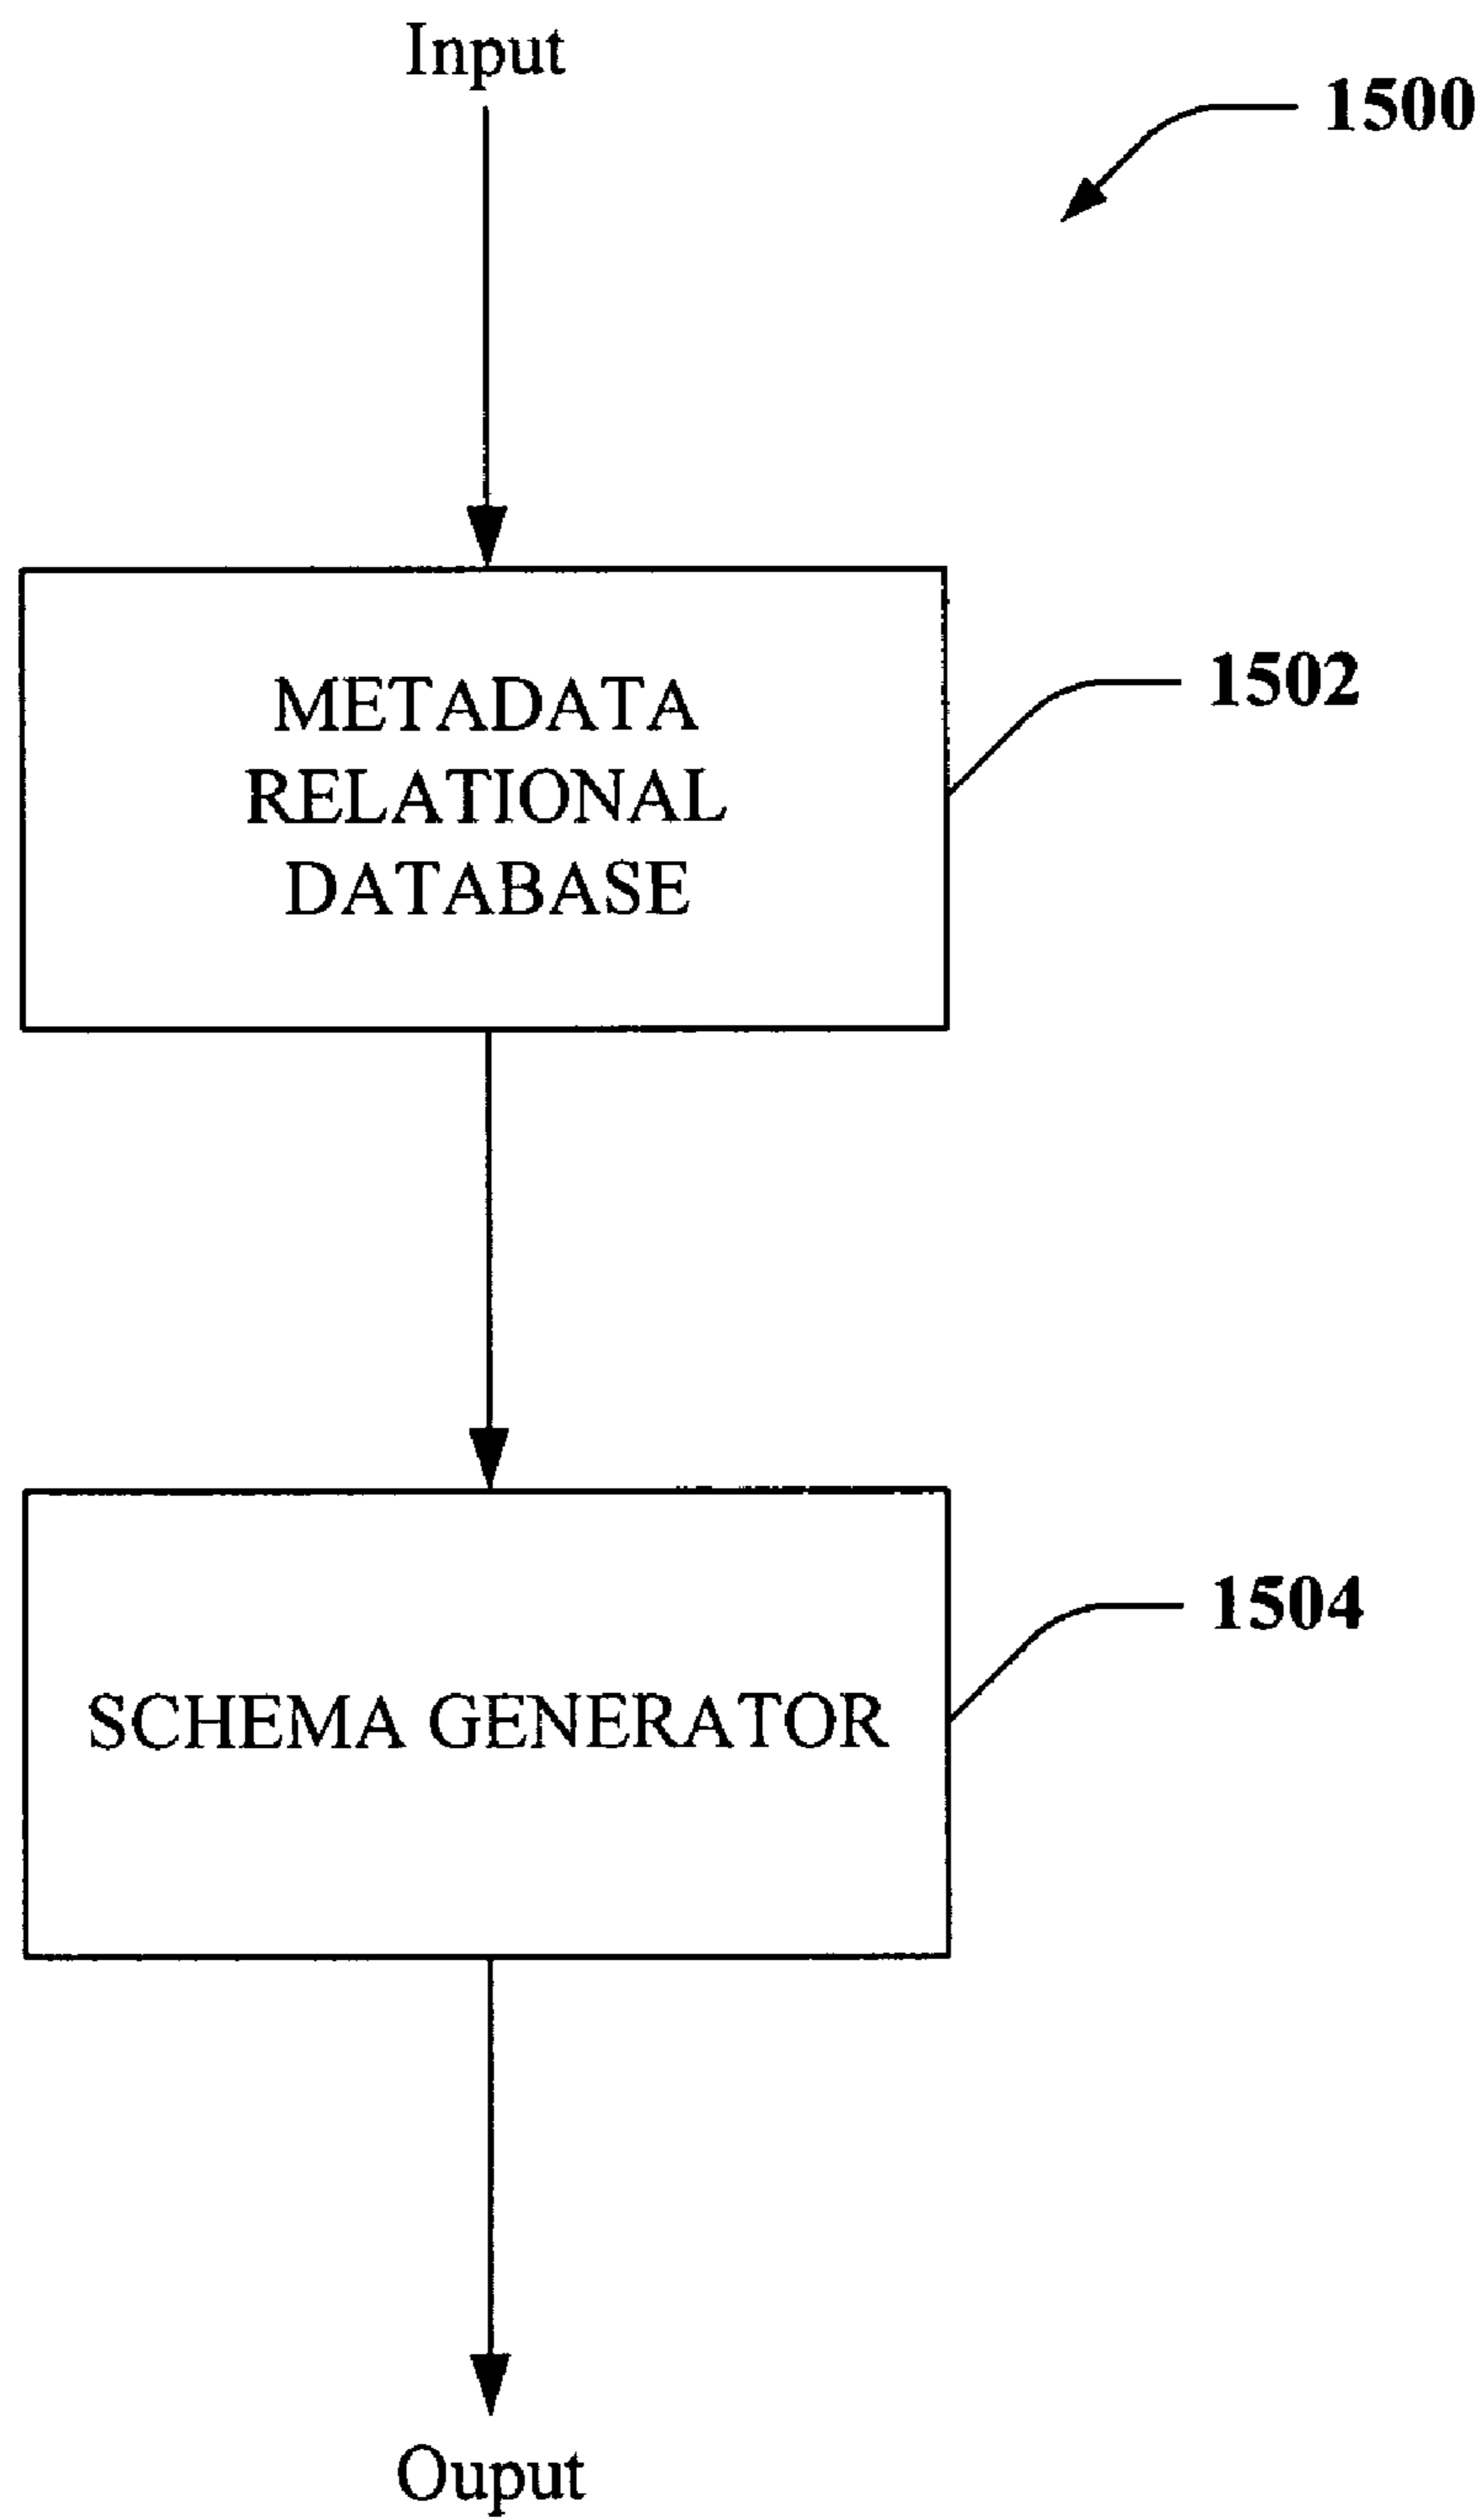 Input
1500
METADATA
RELATIONAL
DATABASE
1502
SCHEMA GENERATOR
1504
Ouput